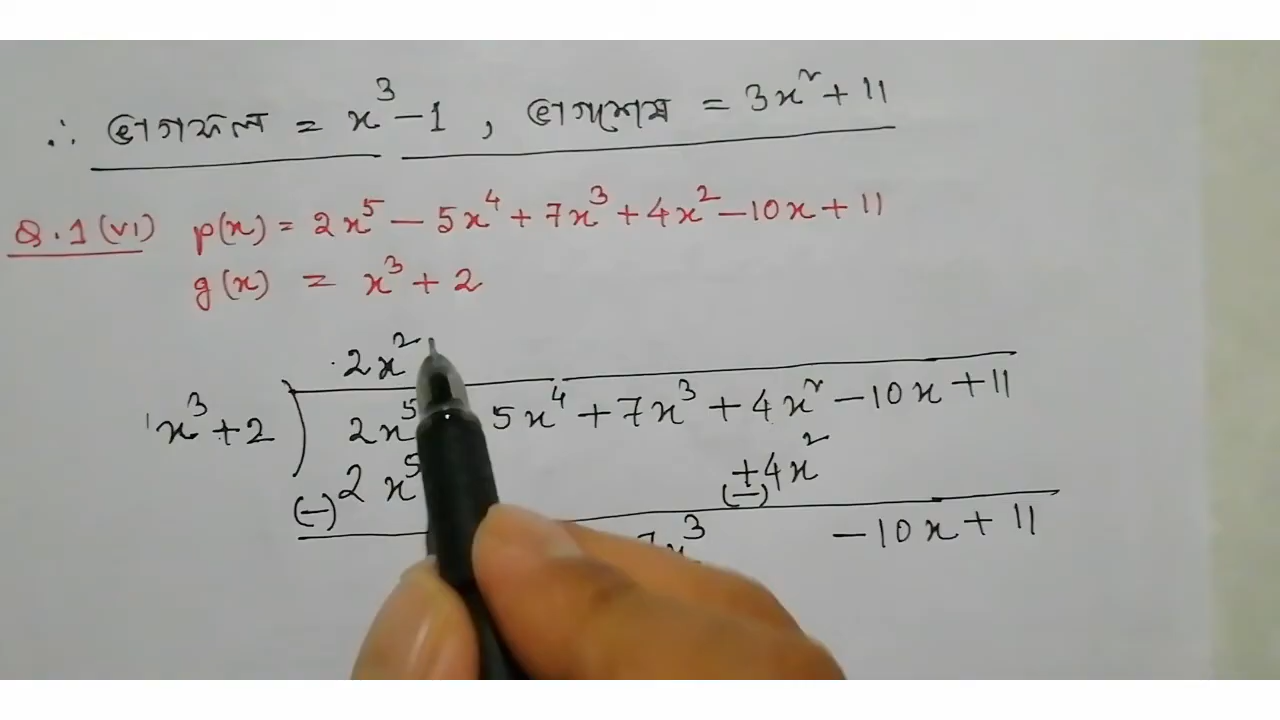 ∴ ভাগফল = x³ – 1 , ভাগশেষ = 3x² + 11
Q.1 (vi) p(x) = 2x⁵ – 5x⁴ + 7x³ + 4x² – 10x + 11
g(x) = x³ + 2
2x²
x³ + 2 ) 2x⁵ 5x⁴ + 7x³ + 4x² – 10x + 11
2x⁵ + 4x²
(–) (–)
7x³ – 10x + 11